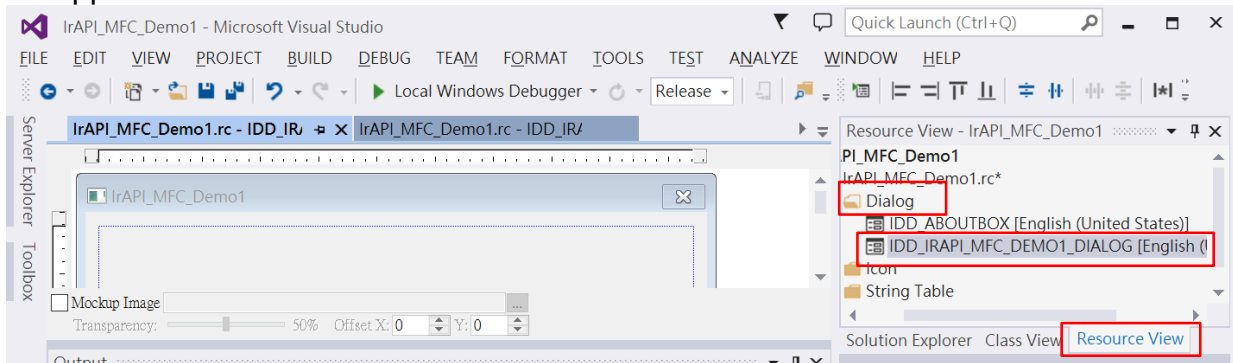 IrAPI_MFC_Demo1 - Microsoft Visual Studio
Quick Launch (Ctrl+Q)
FILE EDIT VIEW PROJECT BUILD DEBUG TEAM FORMAT TOOLS TEST ANALYZE WINDOW HELP
Local Windows Debugger Release
Server Explorer
Toolbox
IrAPI_MFC_Demo1.rc - IDD_IR IrAPI_MFC_Demo1.rc - IDD_IR
IrAPI_MFC_Demo1
Mockup Image ...
Transparency: 50% Offset X: 0 Y: 0
Output
Resource View - IrAPI_MFC_Demo1
PI_MFC_Demo1
IrAPI_MFC_Demo1.rc*
Dialog
IDD_ABOUTBOX [English (United States)]
IDD_IRAPI_MFC_DEMO1_DIALOG [English (
Icon
String Table
Solution Explorer Class View Resource View